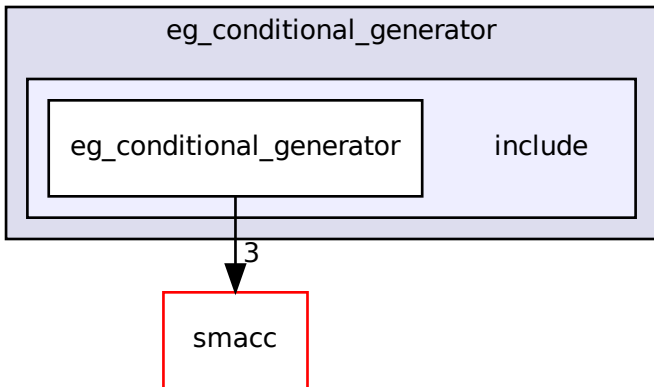 eg_conditional_generator
eg_conditional_generator include
3
smacc